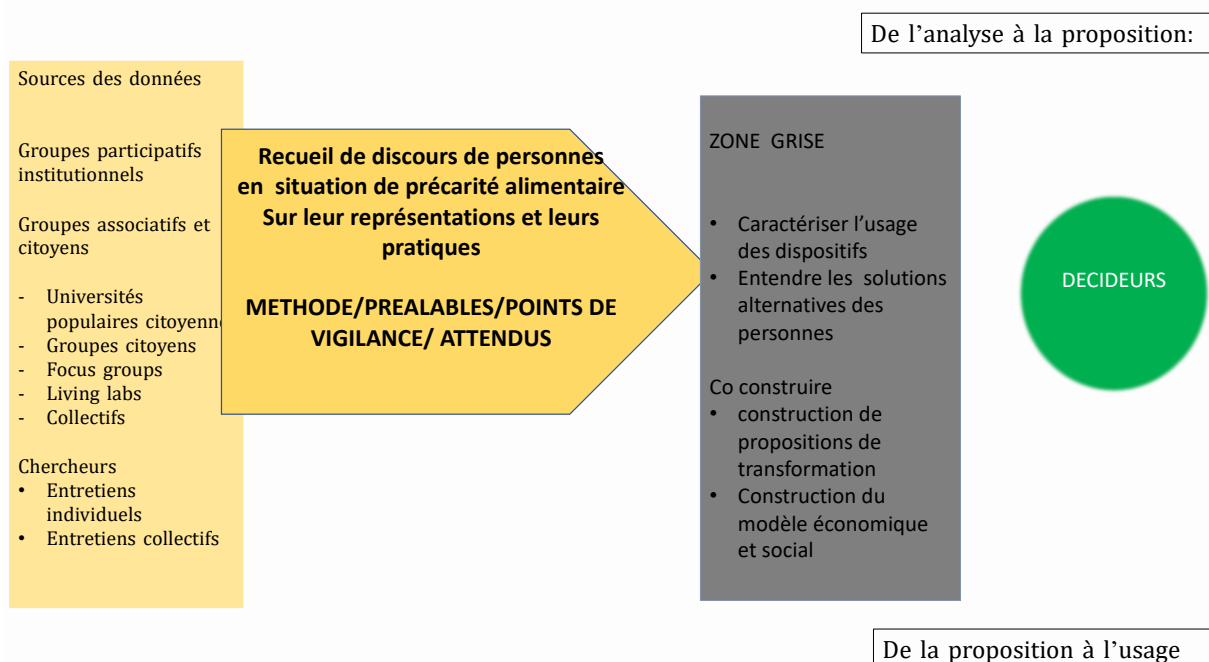 De l’analyse à la proposition:
Sources des données
Groupes participatifs
institutionnels
Groupes associatifs et
citoyens
- Universités
populaires citoyenn
- Groupes citoyens
- Focus groups
- Living labs
- Collectifs
Chercheurs
• Entretiens
individuels
• Entretiens collectifs
Recueil de discours de personnes
en situation de précarité alimentaire
Sur leur représentations et leurs
pratiques
METHODE/PREALABLES/POINTS DE
VIGILANCE/ ATTENDUS
ZONE GRISE
• Caractériser l’usage
des dispositifs
• Entendre les solutions
alternatives des
personnes
Co construire
• construction de
propositions de
transformation
• Construction du
modèle économique
et social
DECIDEURS
De la proposition à l’usage